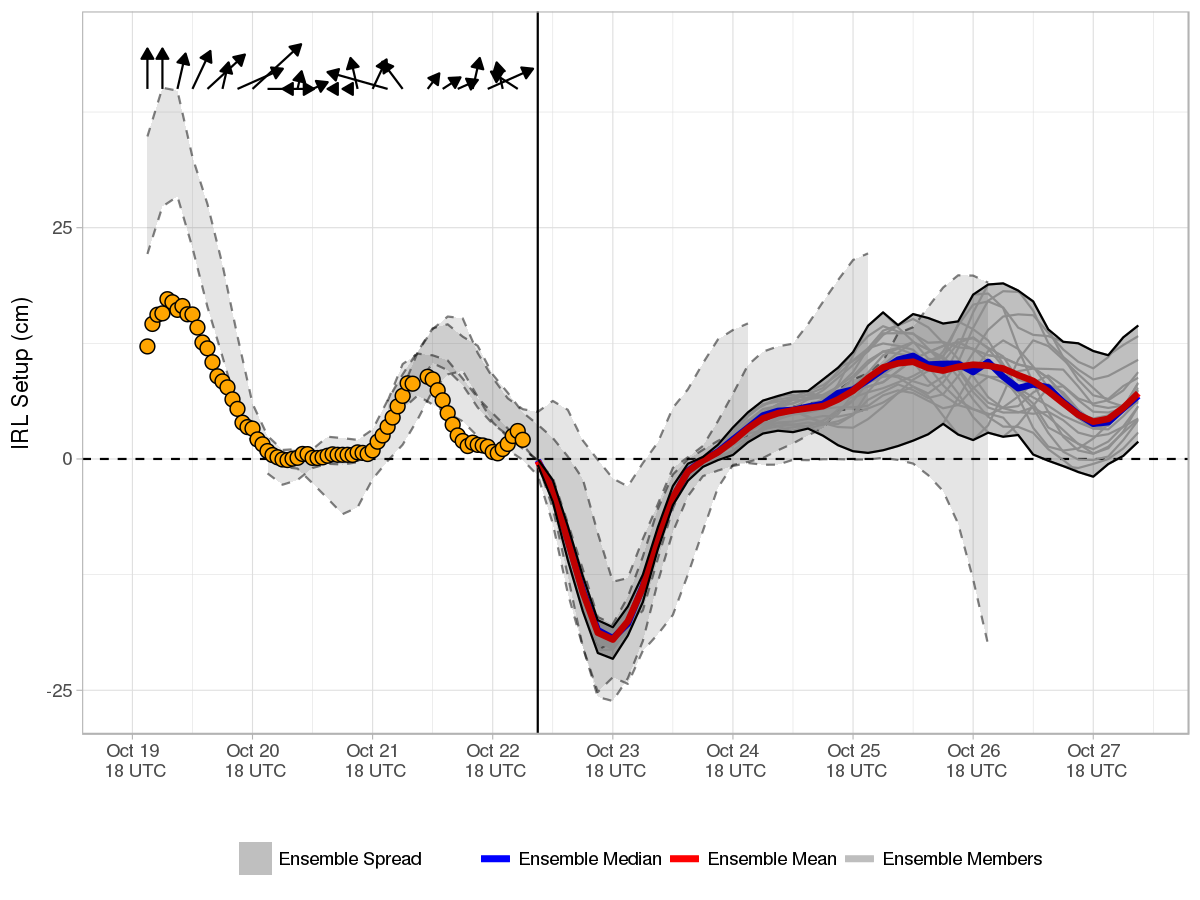 IRL Setup (cm)
25
0
-25
Oct 19
18 UTC
Oct 20
18 UTC
Oct 21
18 UTC
Oct 22
18 UTC
Oct 23
18 UTC
Oct 24
18 UTC
Oct 25
18 UTC
Oct 26
18 UTC
Oct 27
18 UTC
Ensemble Spread
Ensemble Median
Ensemble Mean
Ensemble Members